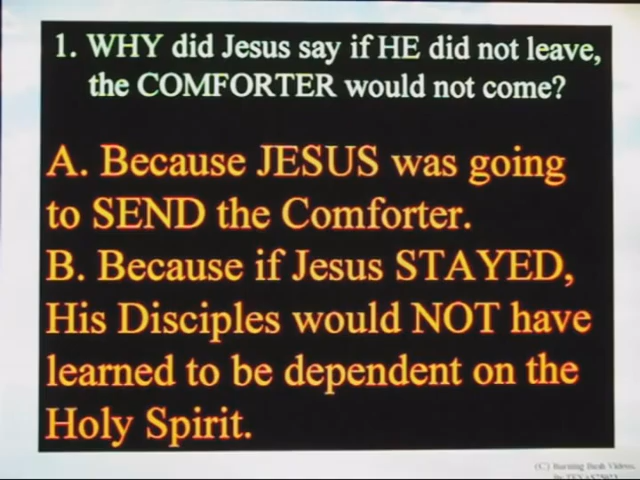 1. WHY did Jesus say if HE did not leave,
the COMFORTER would not come?
A. Because JESUS was going
to SEND the Comforter.
B. Because if Jesus STAYED,
His Disciples would NOT have
learned to be dependent on the
Holy Spirit.
(C) Burning Bush Videos